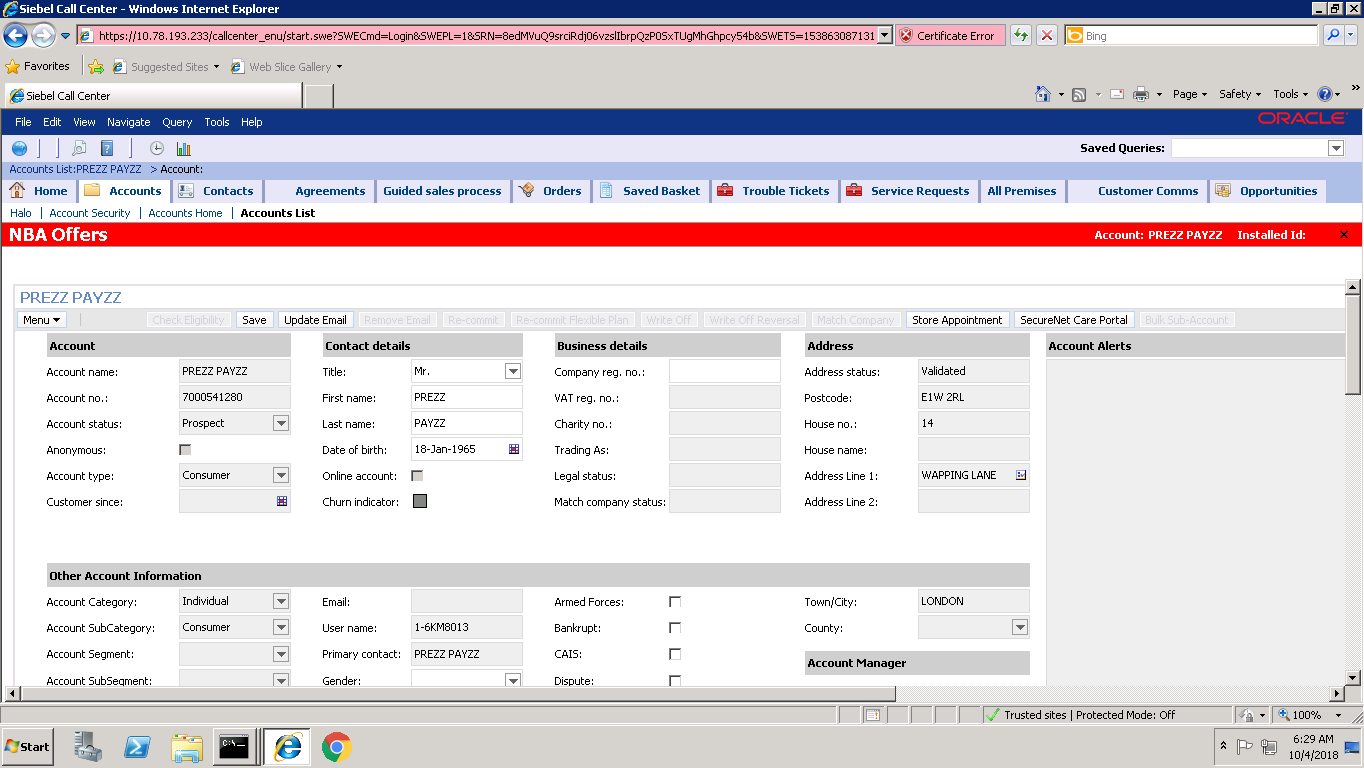 Siebel Call Center - Windows Internet Explorer
https://10.78.193.233/callcenter_enu/start.swe?SWECmd=Login&SWEPL=1&SRN= Certificate Error Bing
Favorites Suggested Sites Web Slice Gallery
Siebel Call Center Page Safety Tools
File Edit View Navigate Query Tools Help ORACLE
Saved Queries:
Accounts List:PREZZ PAYZZ > Account:
Home Accounts Contacts Agreements Guided sales process Orders Saved Basket Trouble Tickets Service Requests All Premises Customer Comms Opportunities
Halo Account Security Accounts Home Accounts List
NBA Offers Account: PREZZ PAYZZ Installed Id:
PREZZ PAYZZ
Menu Check Eligibility Save Update Email Remove Email Re-commit Re-commit Flexible Plan Write Off Write Off Reversal Match Company Store Appointment SecureNet Care Portal Bulk Sub-Account
Account Contact details Business details Address Account Alerts
Account name: PREZZ PAYZZ Title: Mr. Company reg. no.: Address status: Validated
Account no.: 7000541280 First name: PREZZ VAT reg. no.: Postcode: E1W 2RL
Account status: Prospect Last name: PAYZZ Charity no.: House no.: 14
Anonymous: Date of birth: 18-Jan-1965 Trading As: House name:
Account type: Consumer Online account: Legal status: Address Line 1: WAPPING LANE
Customer since: Churn indicator: Match company status: Address Line 2:
Other Account Information
Account Category: Individual Email: Armed Forces: Town/City: LONDON
Account SubCategory: Consumer User name: 1-6KM8013 Bankrupt: County:
Account Segment: Primary contact: PREZZ PAYZZ CAIS: Account Manager
Account SubSegment: Gender: Dispute:
Trusted sites | Protected Mode: Off 100%
Start 6:29 AM
10/4/2018